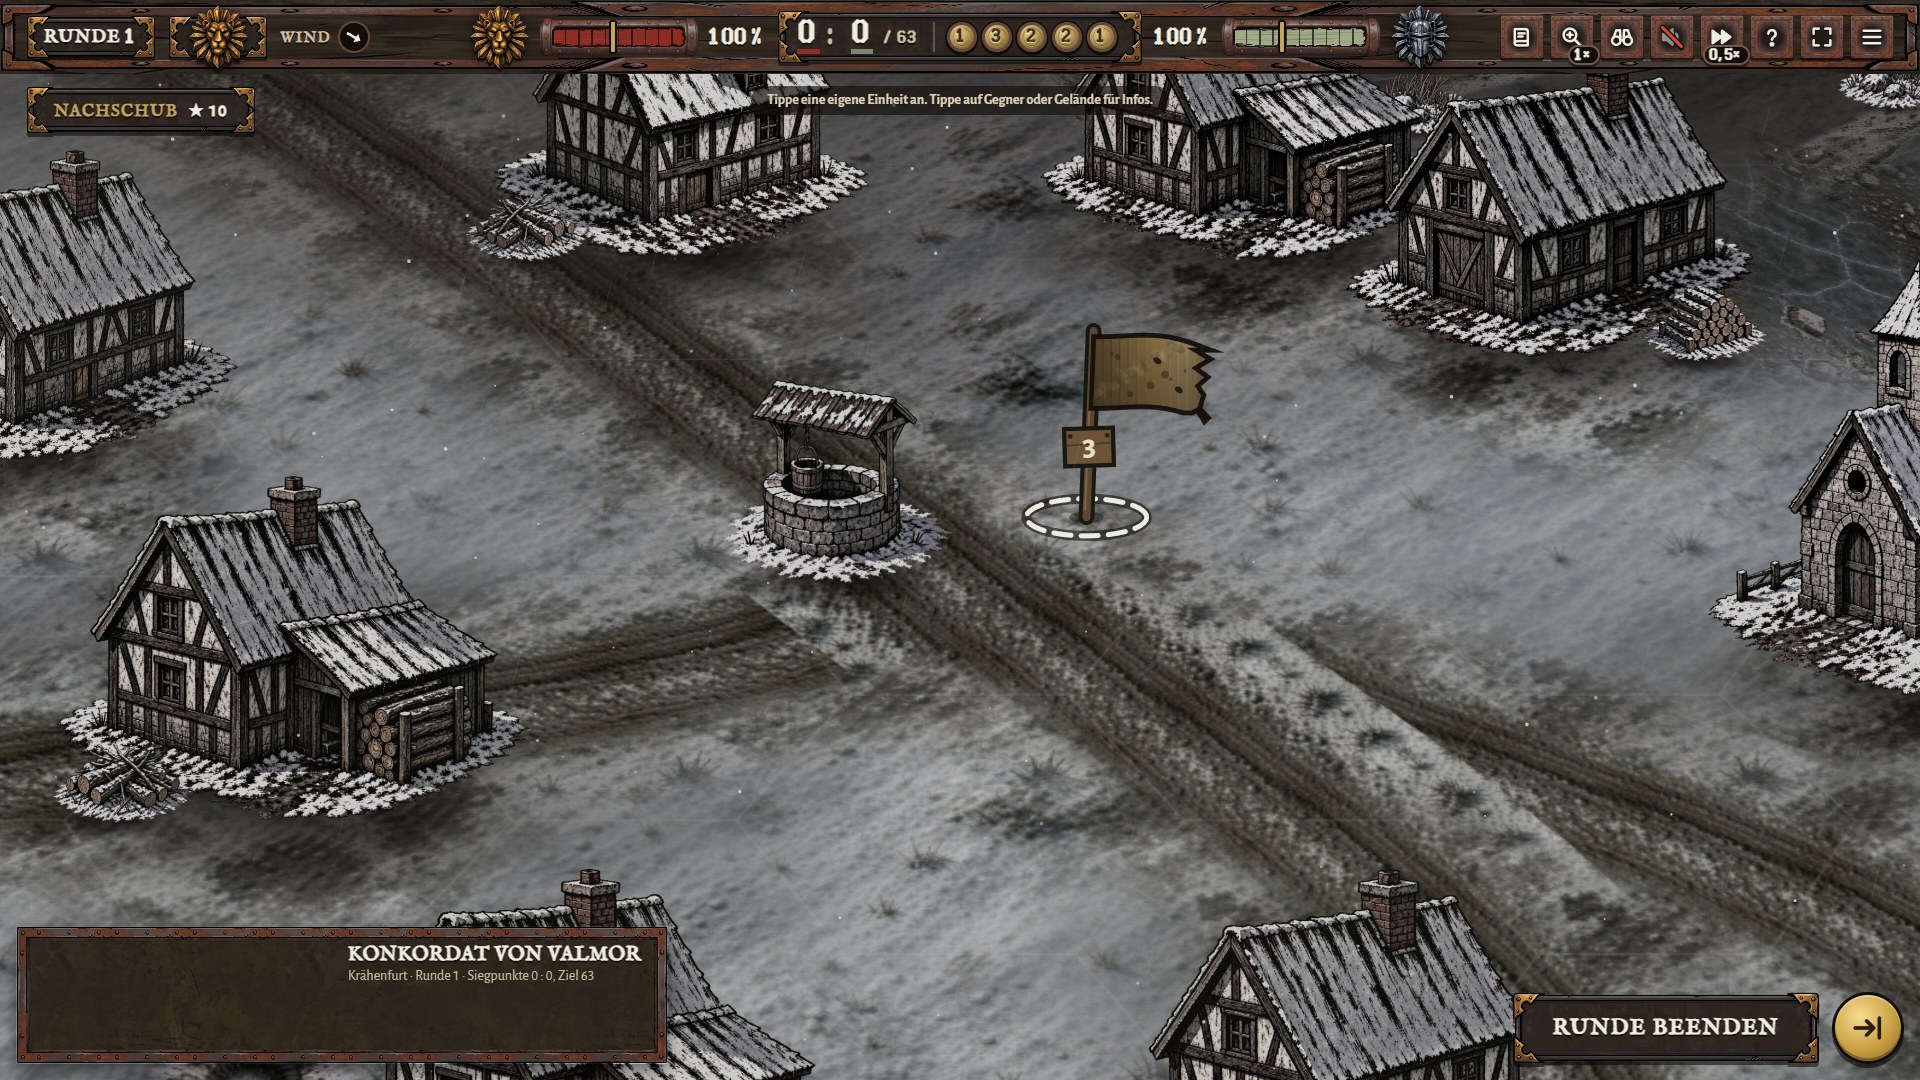 RUNDE 1
WIND
100%
0 : 0 / 63
1 3 2 2 1
100%
1×
0,5×
?
NACHSCHUB ★ 10
Tippe eine eigene Einheit an. Tippe auf Gegner oder Gelände für Infos.
3
KONKORDAT VON VALMOR
Krähenfurt · Runde 1 · Siegpunkte 0 : 0, Ziel 63
RUNDE BEENDEN